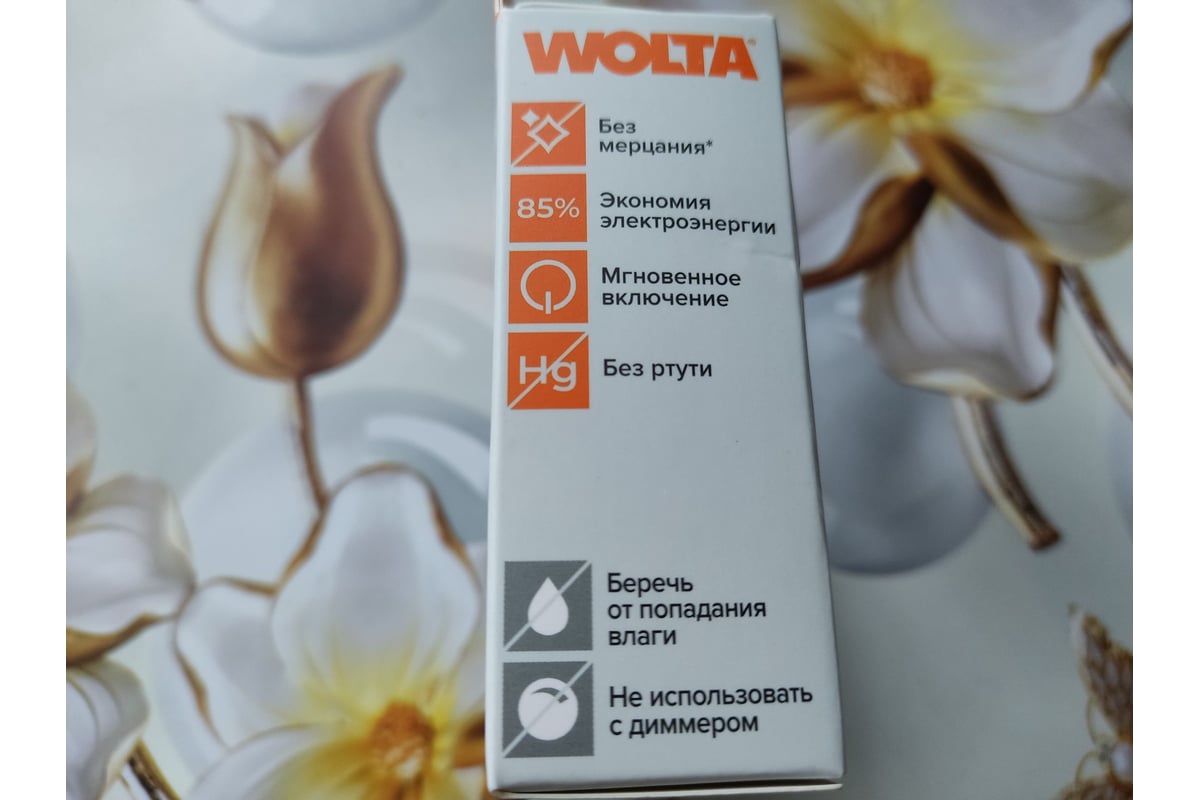 WOLTA®
Без
мерцания*
85%
Экономия
электроэнергии
Мгновенное
включение
Hg
Без ртути
Беречь
от попадания
влаги
Не использовать
с диммером